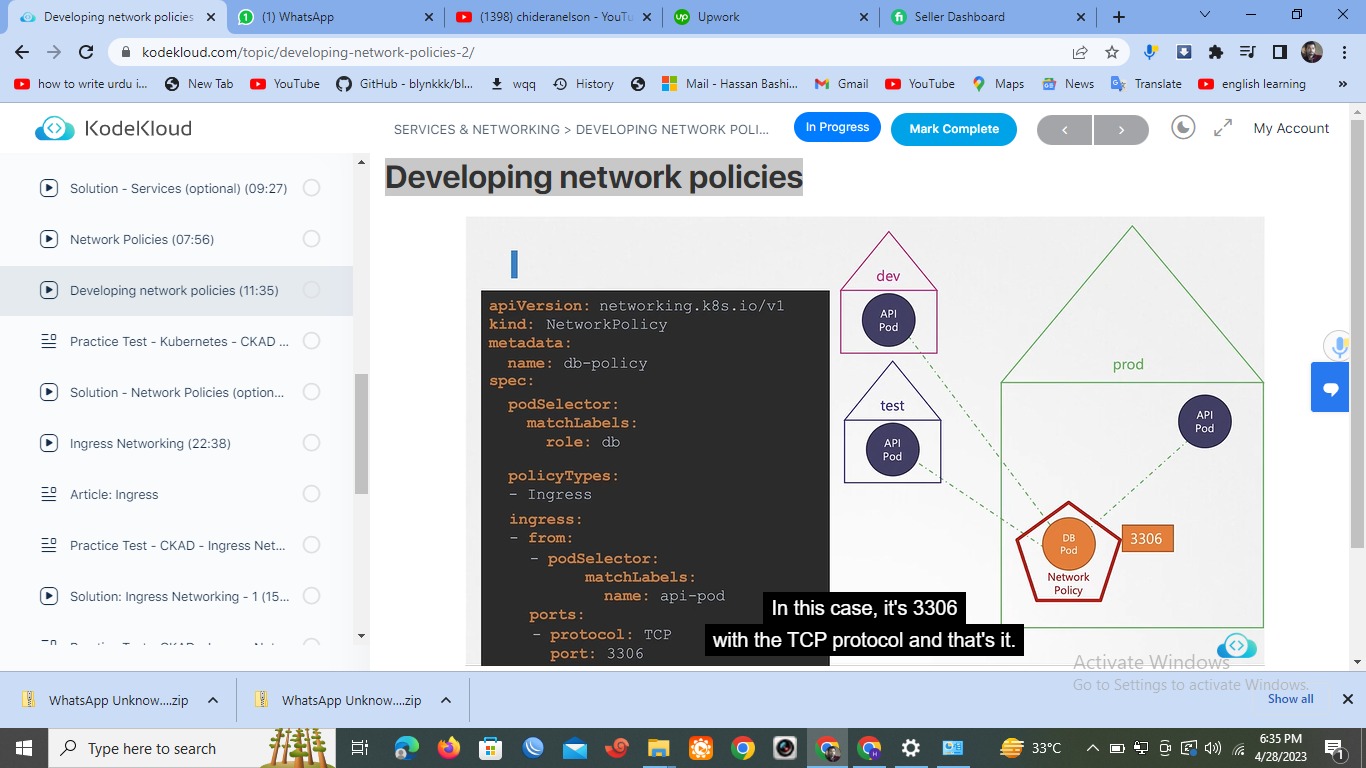 Developing network policies
(1) WhatsApp
(1398) chideranelson - YouTu
Upwork
Seller Dashboard
kodekloud.com/topic/developing-network-policies-2/
how to write urdu i...
New Tab
YouTube
GitHub - blynkkk/bl...
wqq
History
Mail - Hassan Bashi...
Gmail
YouTube
Maps
News
Translate
english learning
»
KodeKloud
SERVICES & NETWORKING > DEVELOPING NETWORK POLI...
In Progress
Mark Complete
My Account
Solution - Services (optional) (09:27)
Network Policies (07:56)
Developing network policies (11:35)
Practice Test - Kubernetes - CKAD ...
Solution - Network Policies (option...
Ingress Networking (22:38)
Article: Ingress
Practice Test - CKAD - Ingress Net...
Solution: Ingress Networking - 1 (15...
Developing network policies
apiVersion: networking.k8s.io/v1
kind: NetworkPolicy
metadata:
name: db-policy
spec:
podSelector:
matchLabels:
role: db
policyTypes:
- Ingress
ingress:
- from:
- podSelector:
matchLabels:
name: api-pod
ports:
- protocol: TCP
port: 3306
dev
API
Pod
test
API
Pod
prod
API
Pod
DB
Pod
Network
Policy
3306
In this case, it's 3306
with the TCP protocol and that's it.
Activate Windows
Go to Settings to activate Windows.
WhatsApp Unknow....zip
WhatsApp Unknow....zip
Show all
Type here to search
33°C
6:35 PM
4/28/2023
1